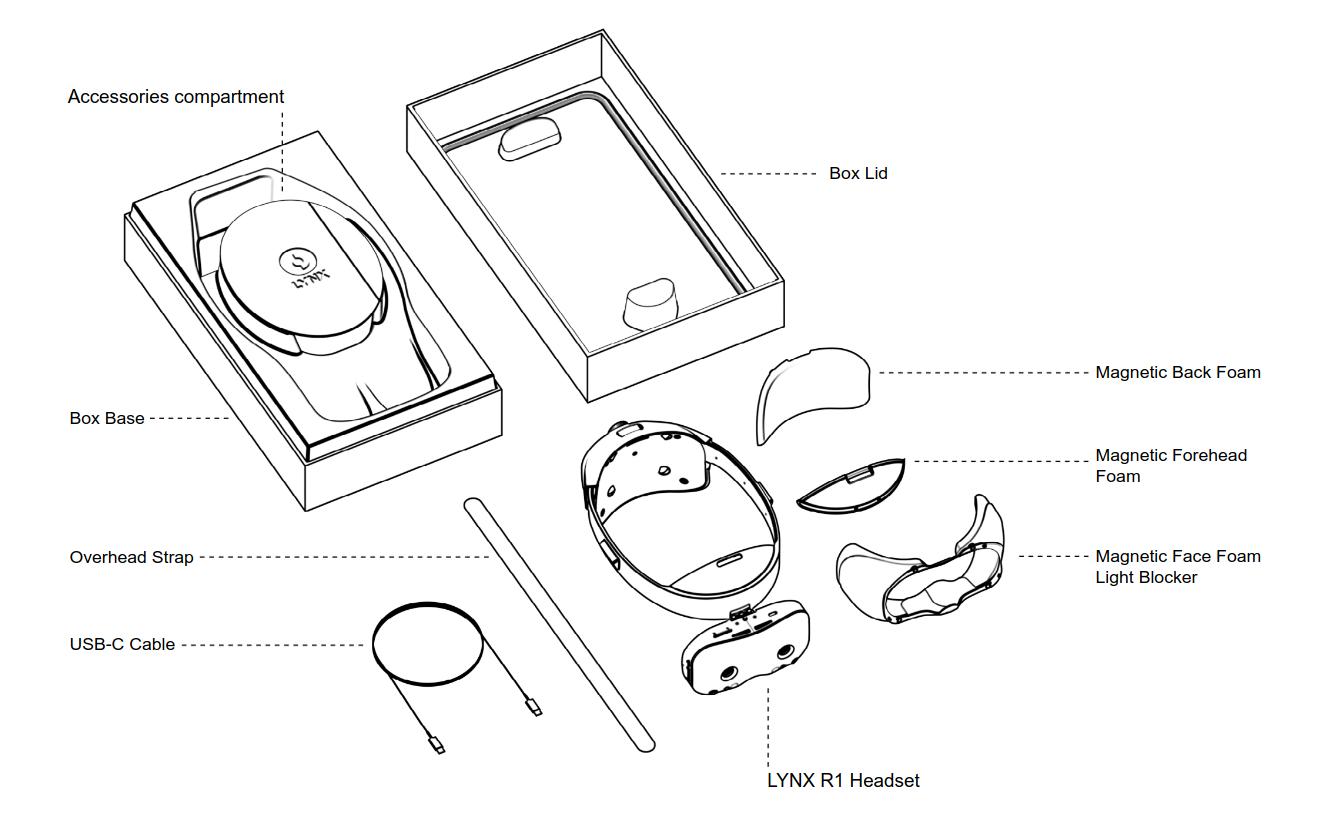 Accessories compartment
Box Lid
LYNX
Magnetic Back Foam
Box Base
Magnetic Forehead
Foam
Overhead Strap
Magnetic Face Foam
Light Blocker
USB-C Cable
LYNX R1 Headset